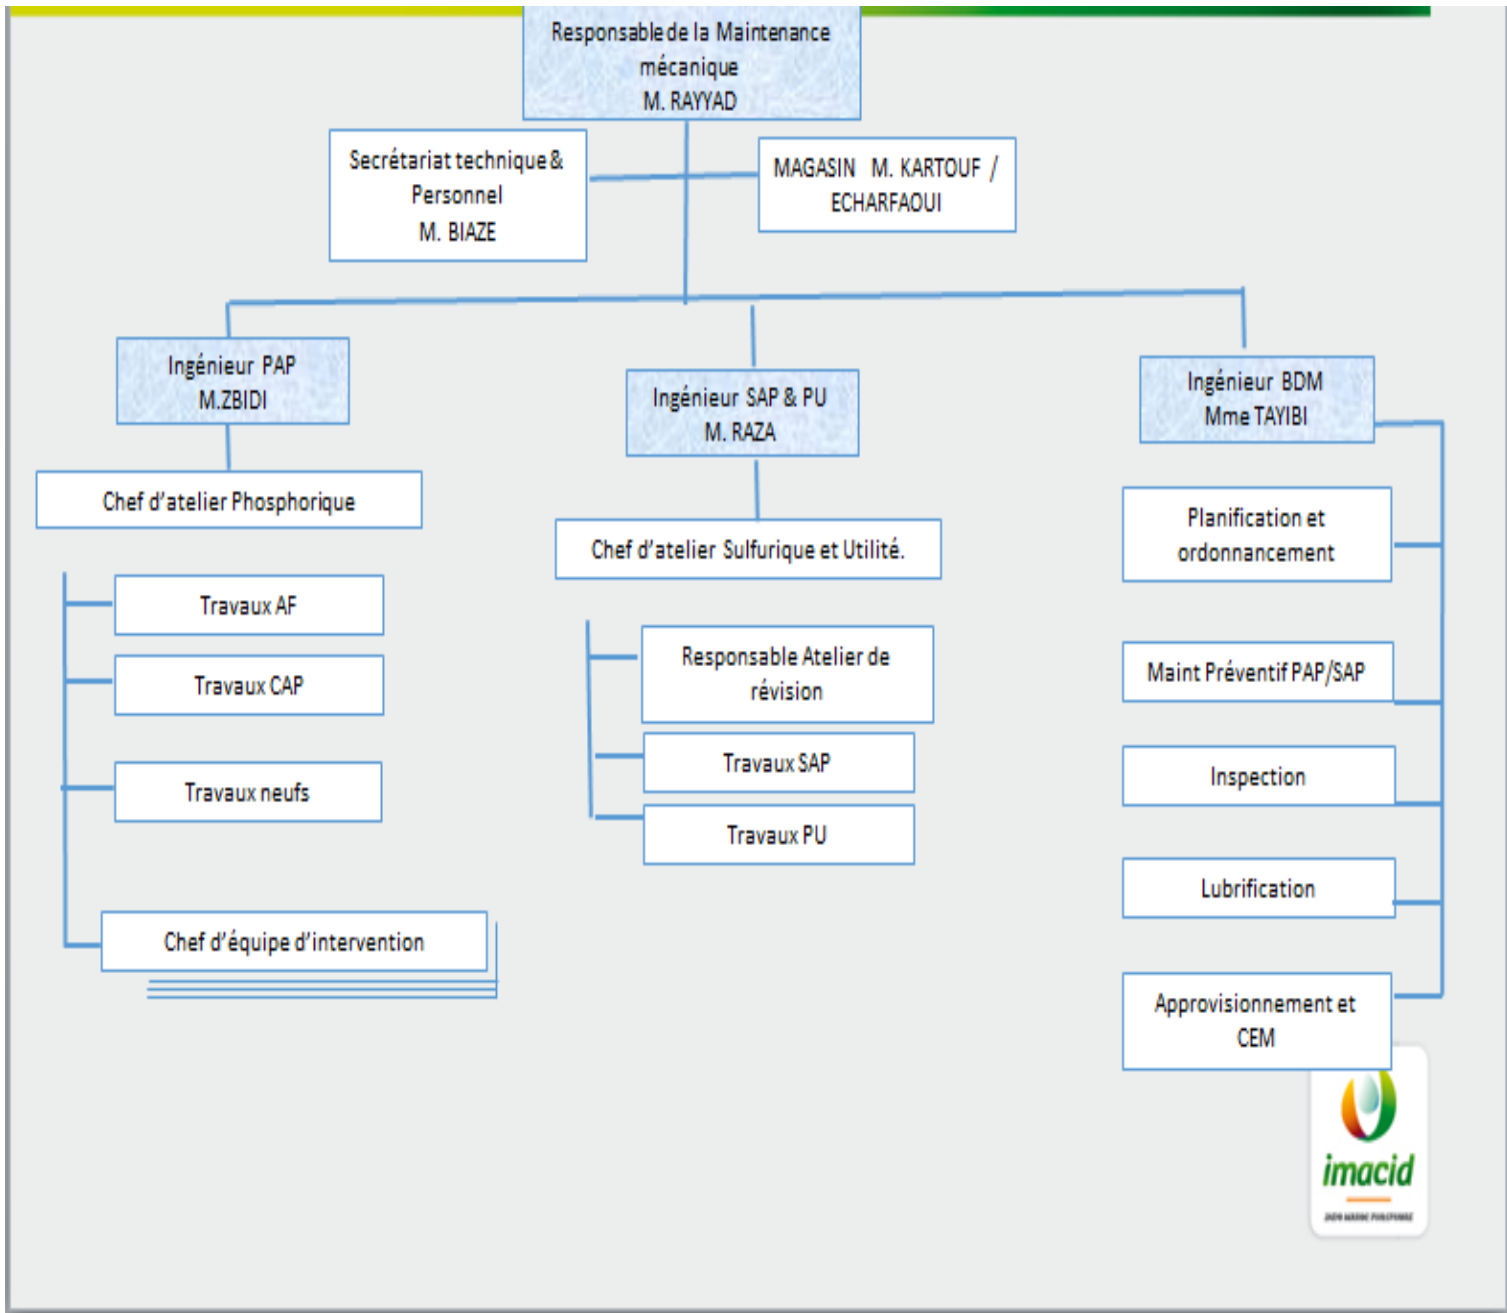 Responsable de la Maintenance
mécanique
M. RAYYAD
Secrétariat technique &
Personnel
M. BIAZE
MAGASIN M. KARTOUF /
ECHARFAOUI
Ingénieur PAP
M.ZBIDI
Ingénieur SAP & PU
M. RAZA
Ingénieur BDM
Mme TAYIBI
Chef d’atelier Phosphorique
Travaux AF
Travaux CAP
Travaux neufs
Chef d’équipe d’intervention
Chef d’atelier Sulfurique et Utilité.
Responsable Atelier de
révision
Travaux SAP
Travaux PU
Planification et
ordonnancement
Maint Préventif PAP/SAP
Inspection
Lubrification
Approvisionnement et
CEM
imacid